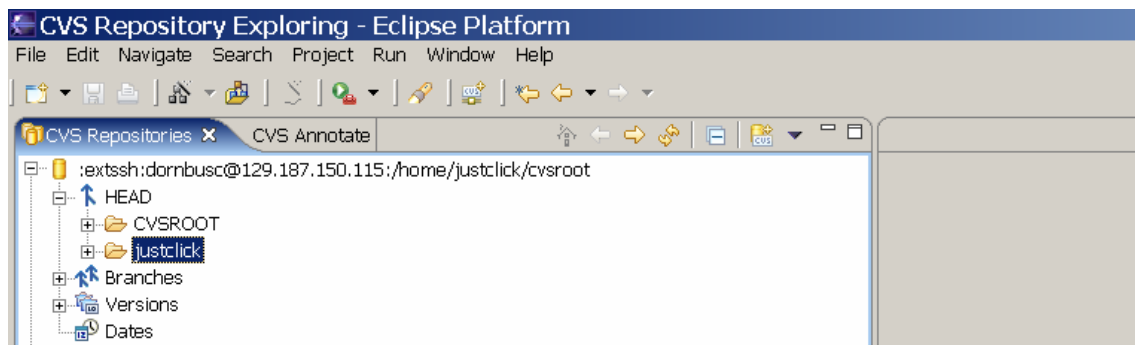 CVS Repository Exploring - Eclipse Platform
File Edit Navigate Search Project Run Window Help
CVS Repositories CVS Annotate
:extssh:dornbusc@129.187.150.115:/home/justclick/cvsroot
HEAD
CVSROOT
justclick
Branches
Versions
Dates